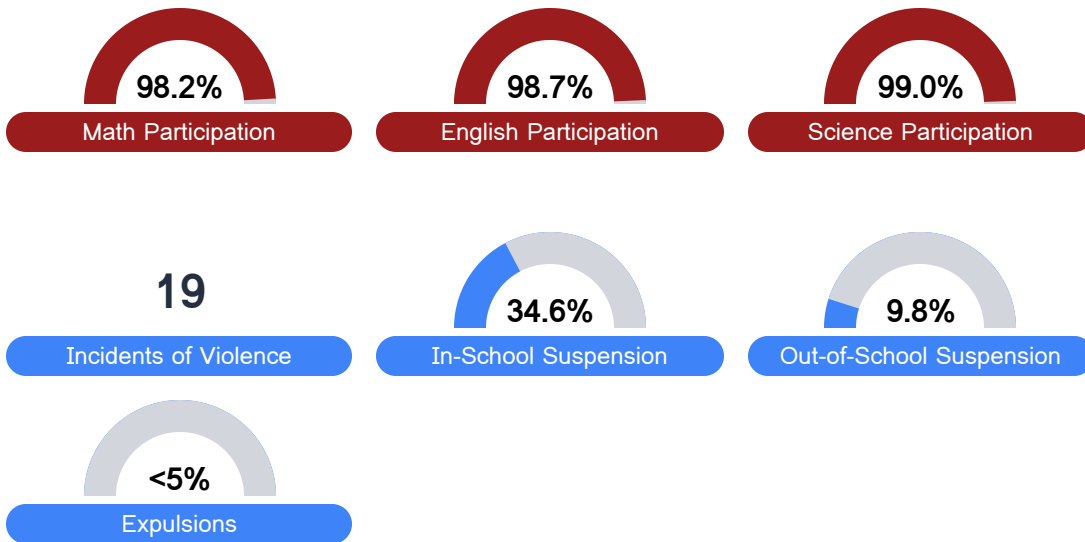 98.2%
Math Participation
98.7%
English Participation
99.0%
Science Participation
19
Incidents of Violence
34.6%
In-School Suspension
9.8%
Out-of-School Suspension
<5%
Expulsions